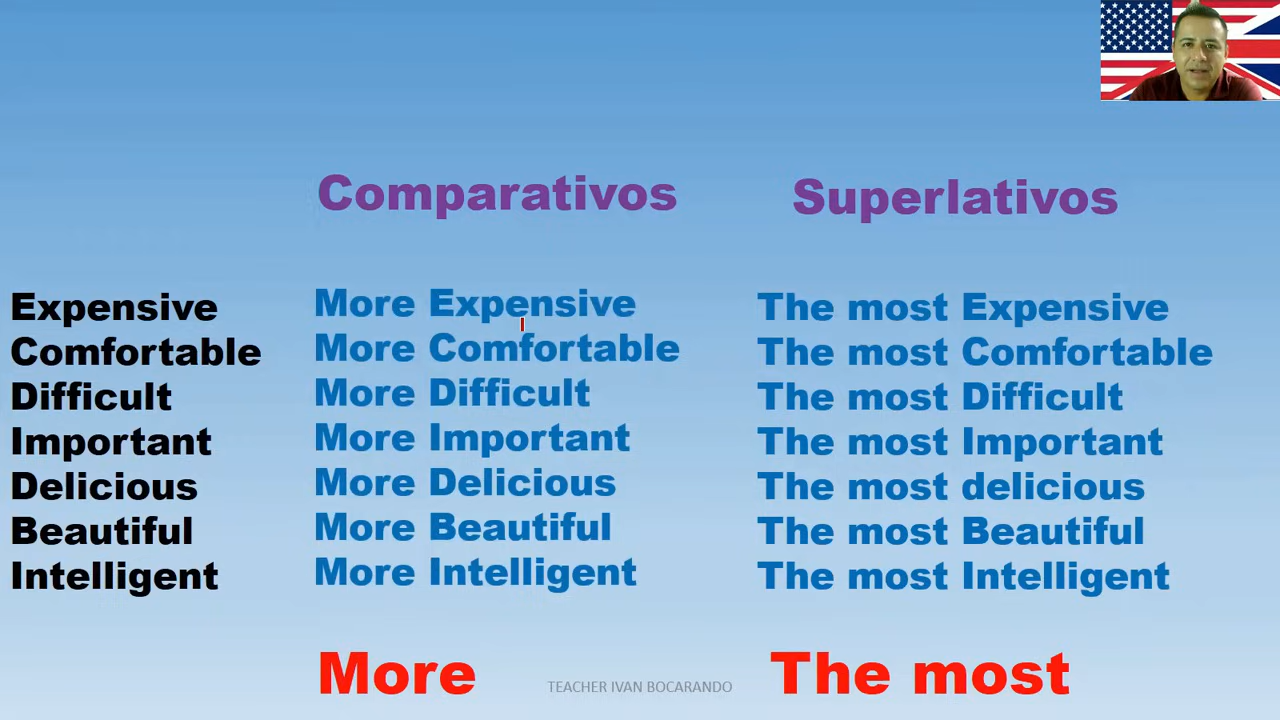 Comparativos
Superlativos
Expensive
More Expensive
The most Expensive
Comfortable
More Comfortable
The most Comfortable
Difficult
More Difficult
The most Difficult
Important
More Important
The most Important
Delicious
More Delicious
The most delicious
Beautiful
More Beautiful
The most Beautiful
Intelligent
More Intelligent
The most Intelligent
More
The most
TEACHER IVAN BOCARANDO